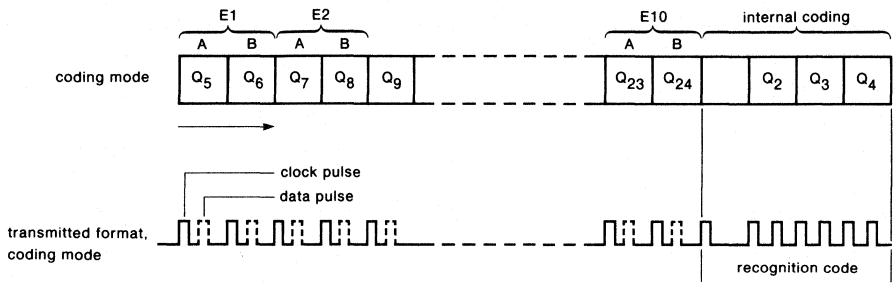 E1 E2 E10 internal coding
A B A B A B
coding mode Q5 Q6 Q7 Q8 Q9 Q23 Q24 Q2 Q3 Q4
clock pulse
data pulse
transmitted format,
coding mode
recognition code